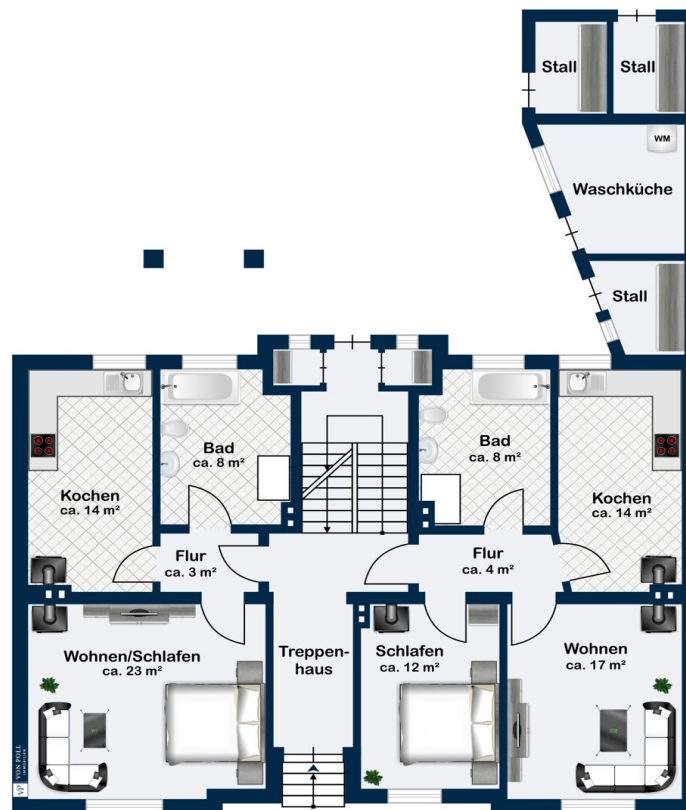 Stall
Stall
WM
Waschküche
Stall
Bad
ca. 8 m²
Bad
ca. 8 m²
Kochen
ca. 14 m²
Kochen
ca. 14 m²
Flur
ca. 3 m²
Flur
ca. 4 m²
Wohnen/Schlafen
ca. 23 m²
Treppen-
haus
Schlafen
ca. 12 m²
Wohnen
ca. 17 m²
VP VON POLL
IMMOBILIEN